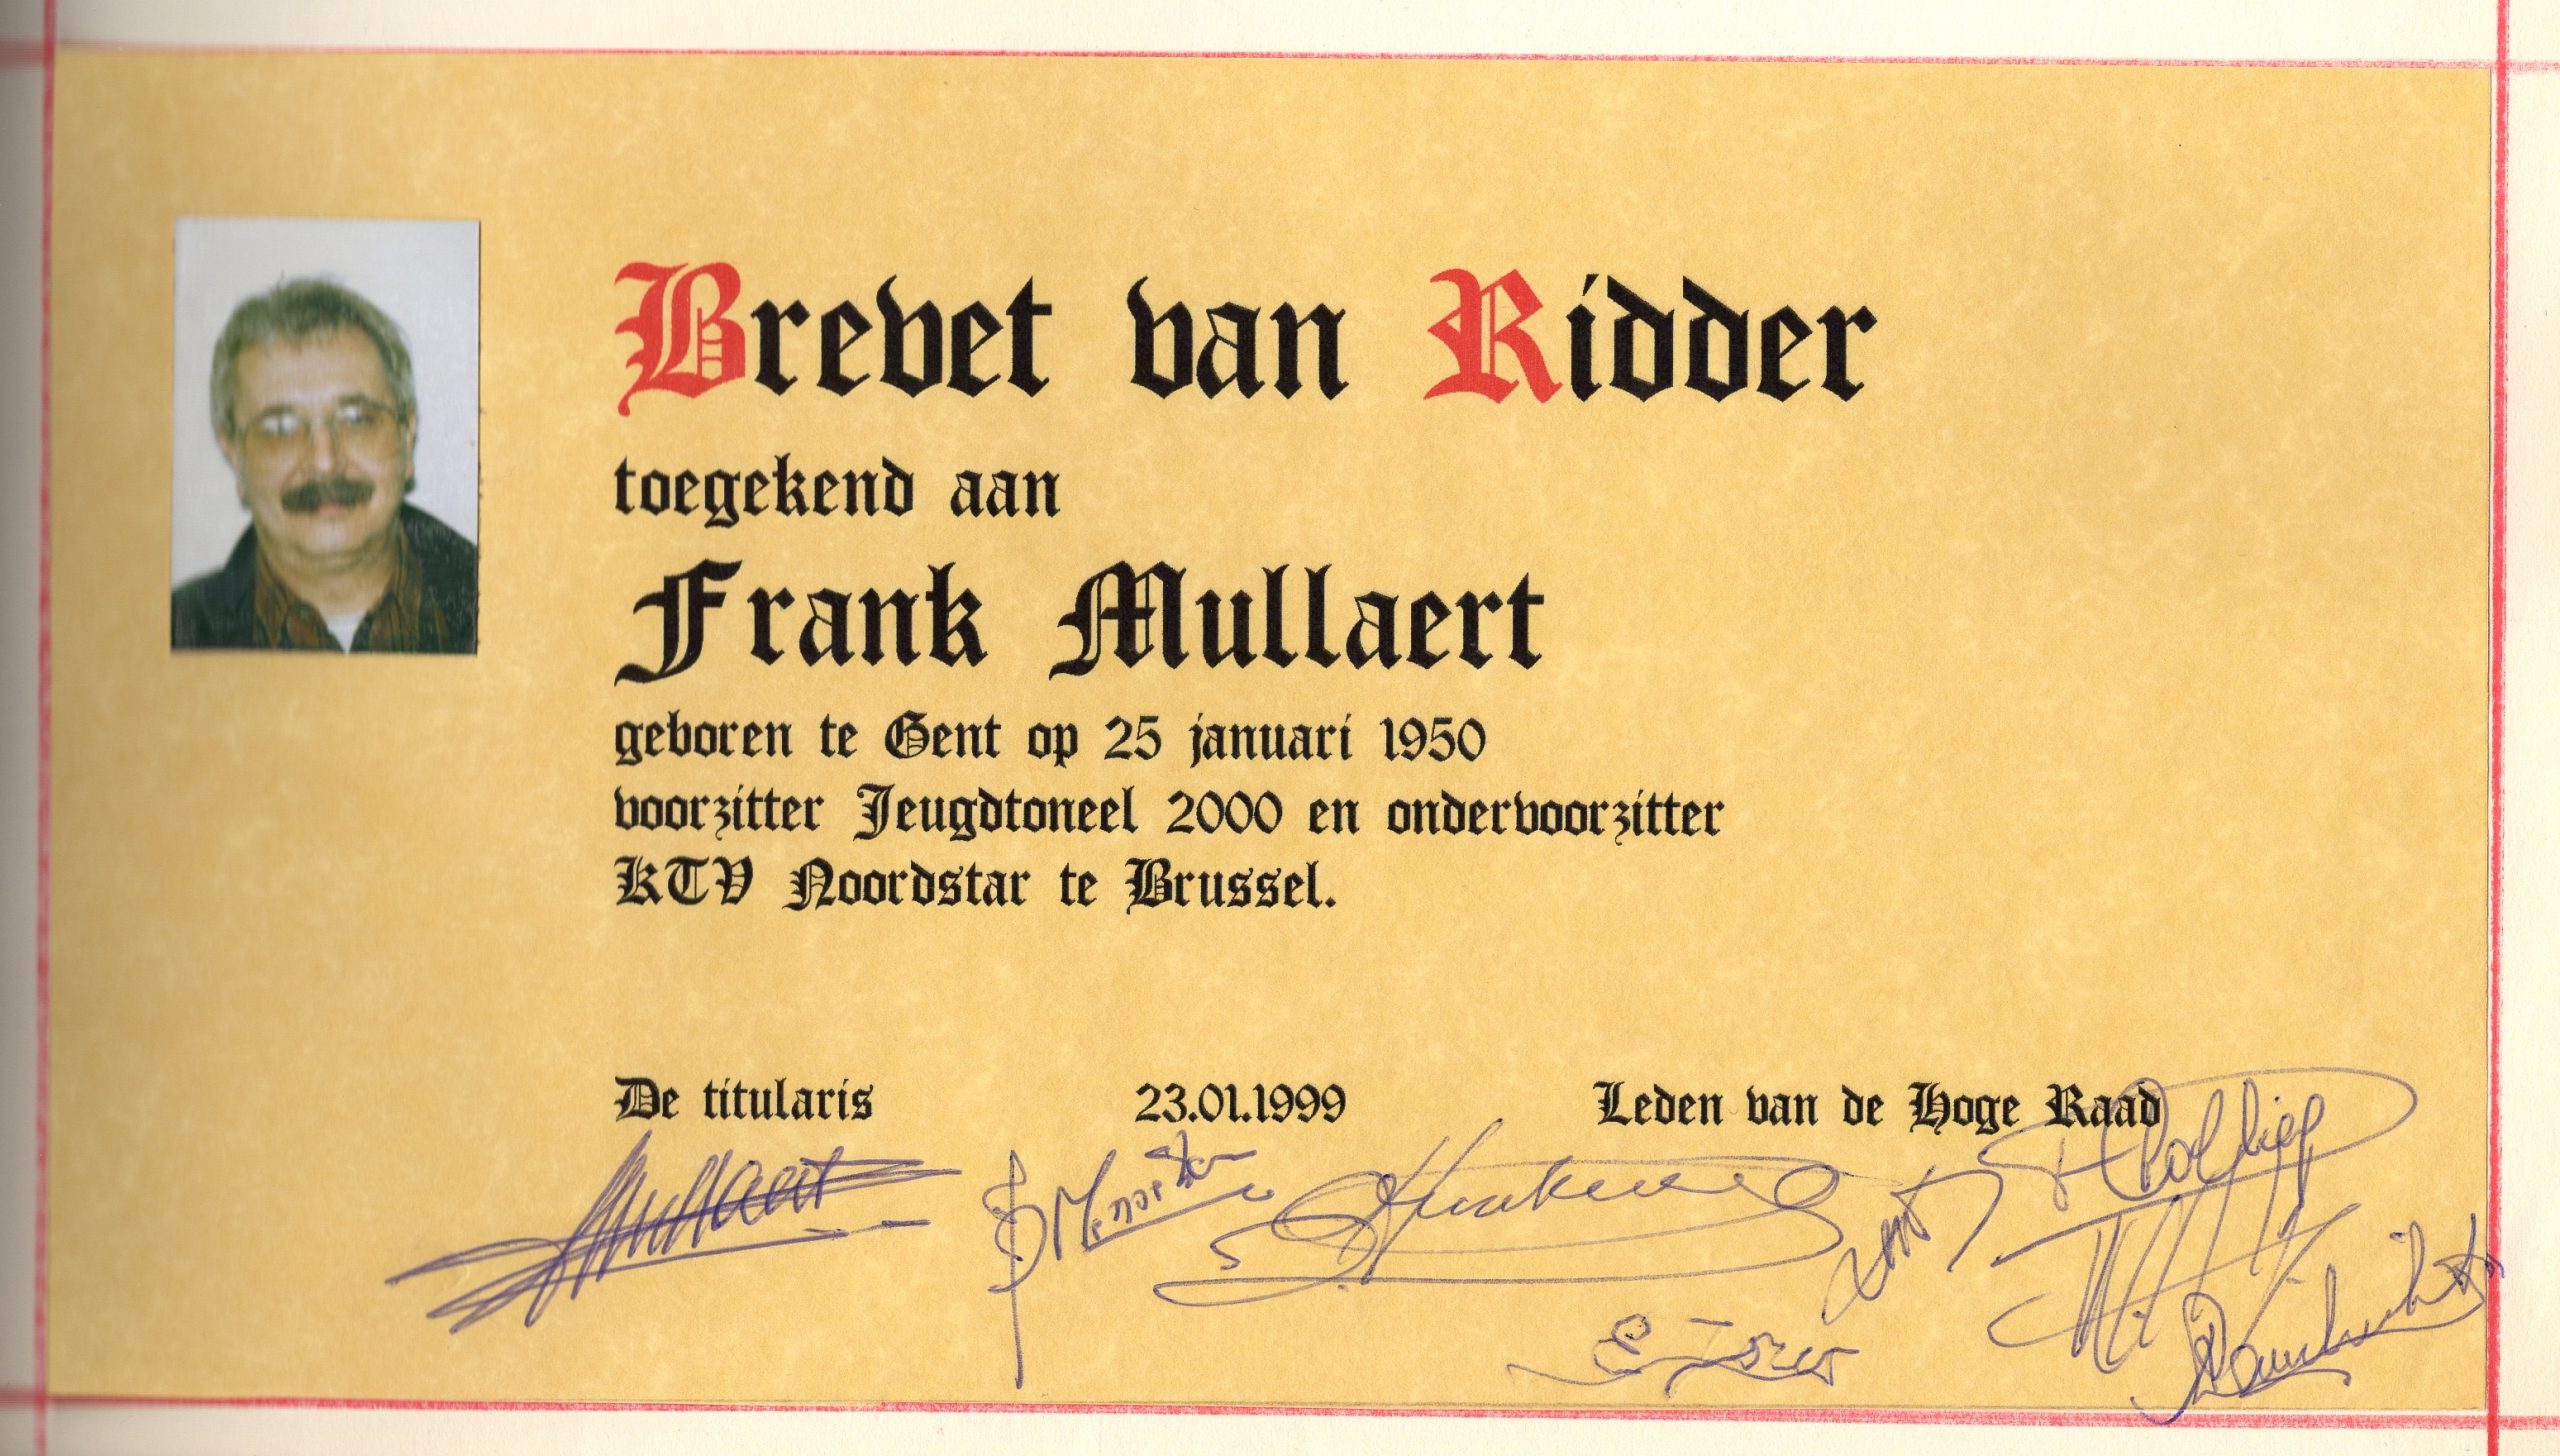 Brevet van Ridder
toegekend aan
Frank Mullaert
geboren te Gent op 25 januari 1950
voorzitter Jeugdtoneel 2000 en ondervoorzitter
KTV Noordstar te Brussel.
De titularis 23.01.1999 Leden van de Hoge Raad
Mullaert